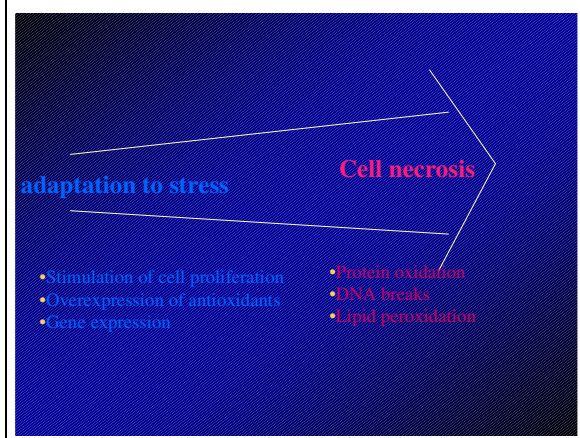 Cell necrosis
adaptation to stress
•Stimulation of cell proliferation
•Overexpression of antioxidants
•Gene expression
•Protein oxidation
•DNA breaks
•Lipid peroxidation